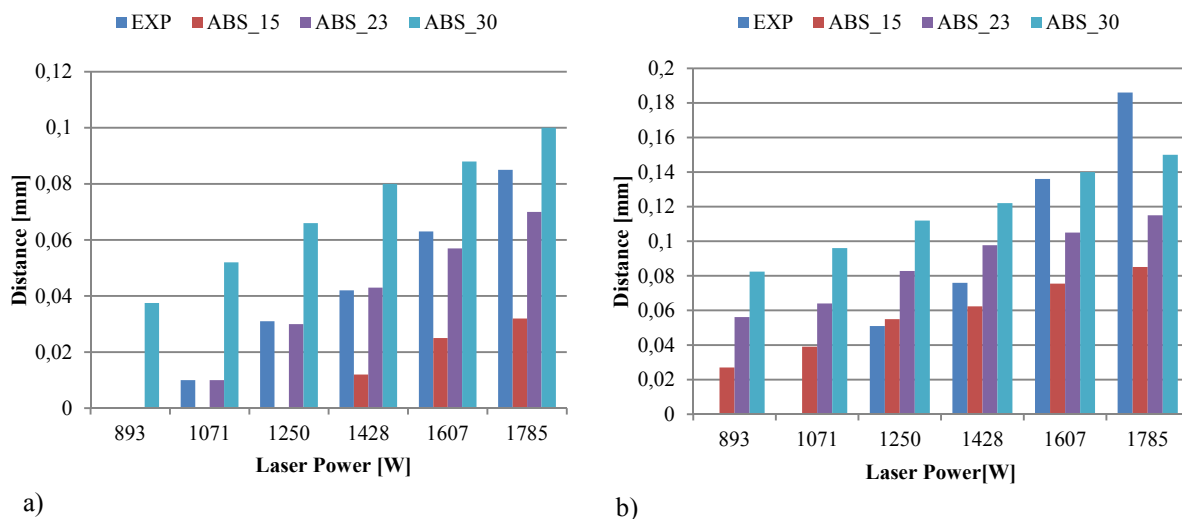 EXP ABS_15 ABS_23 ABS_30
0,12
0,1
0,08
0,06
0,04
0,02
0
Distance [mm]
893 1071 1250 1428 1607 1785
Laser Power [W]
a)
EXP ABS_15 ABS_23 ABS_30
0,2
0,18
0,16
0,14
0,12
0,1
0,08
0,06
0,04
0,02
0
Distance [mm]
893 1071 1250 1428 1607 1785
Laser Power[W]
b)